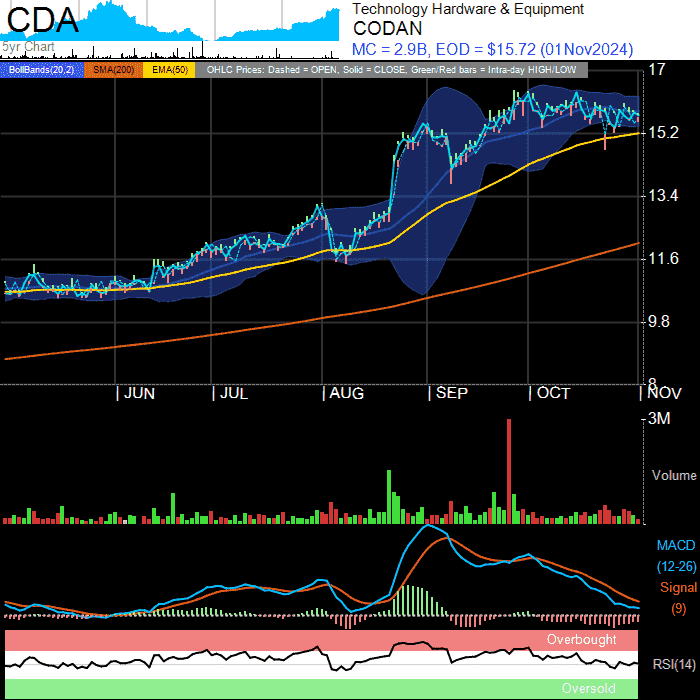 CDA
5yr Chart
Technology Hardware & Equipment
CODAN
MC = 2.9B, EOD = $15.72 (01Nov2024)
BollBands(20,2) SMA(200) EMA(50) OHLC Prices: Dashed = OPEN, Solid = CLOSE, Green/Red bars = Intra-day HIGH/LOW
17
15.2
13.4
11.6
9.8
8
JUN JUL AUG SEP OCT NOV
3M
Volume
MACD
(12-26)
Signal
(9)
Overbought
RSI(14)
Oversold